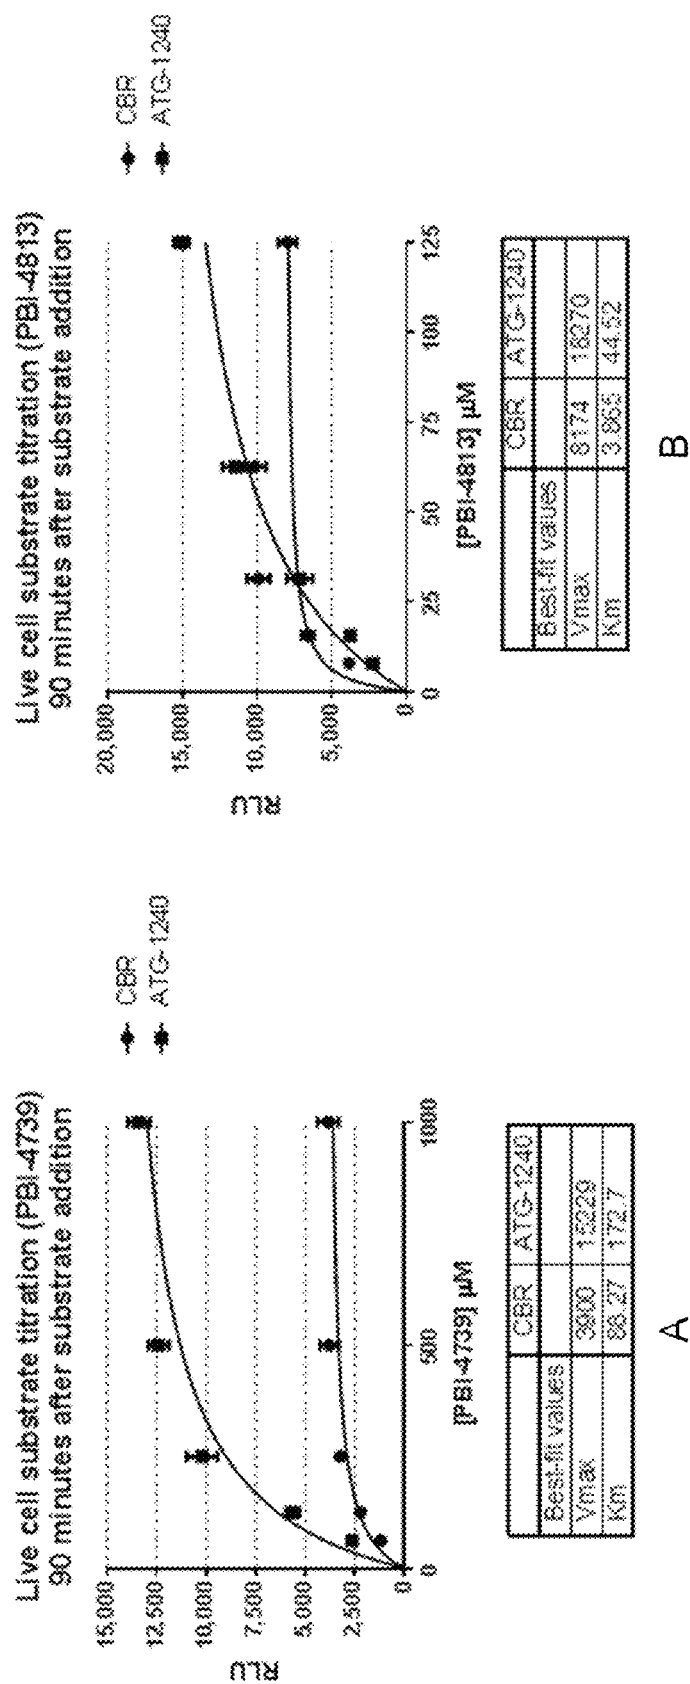 Live cell substrate titration (PBI-4739)
90 minutes after substrate addition
CBR
ATG-1240
RLU
15,000
12,500
10,000
7,500
5,000
2,500
0
0 500 1000
[PBI-4739] µM
CBR ATG-1240
Best-fit values
Vmax 3900 15229
Km 88.27 172.7
A
Live cell substrate titration (PBI-4813)
90 minutes after substrate addition
CBR
ATG-1240
RLU
20,000
15,000
10,000
5,000
0
0 25 50 75 100 125
[PBI-4813] µM
CBR ATG-1240
Best-fit values
Vmax 8174 18270
Km 3.865 44.52
B